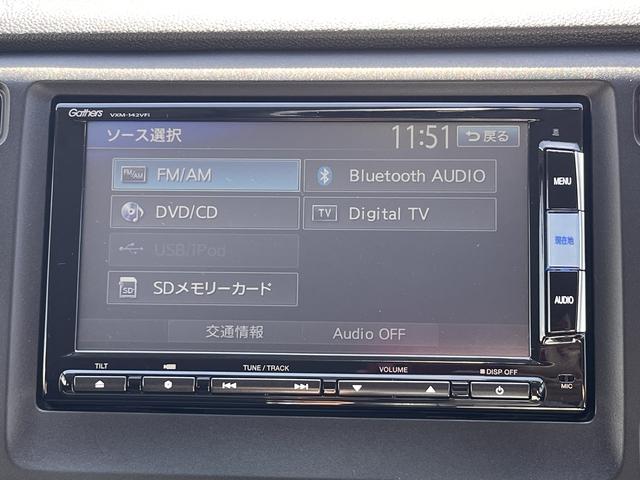 Gathers VXM-142VFi
ソース選択 11:51 戻る
FM/AM FM/AM Bluetooth AUDIO
DVD/CD TV Digital TV
USB/iPod
SD SDメモリーカード
交通情報 Audio OFF
MENU
現在地
AUDIO
TILT TUNE / TRACK VOLUME DISP OFF
MIC